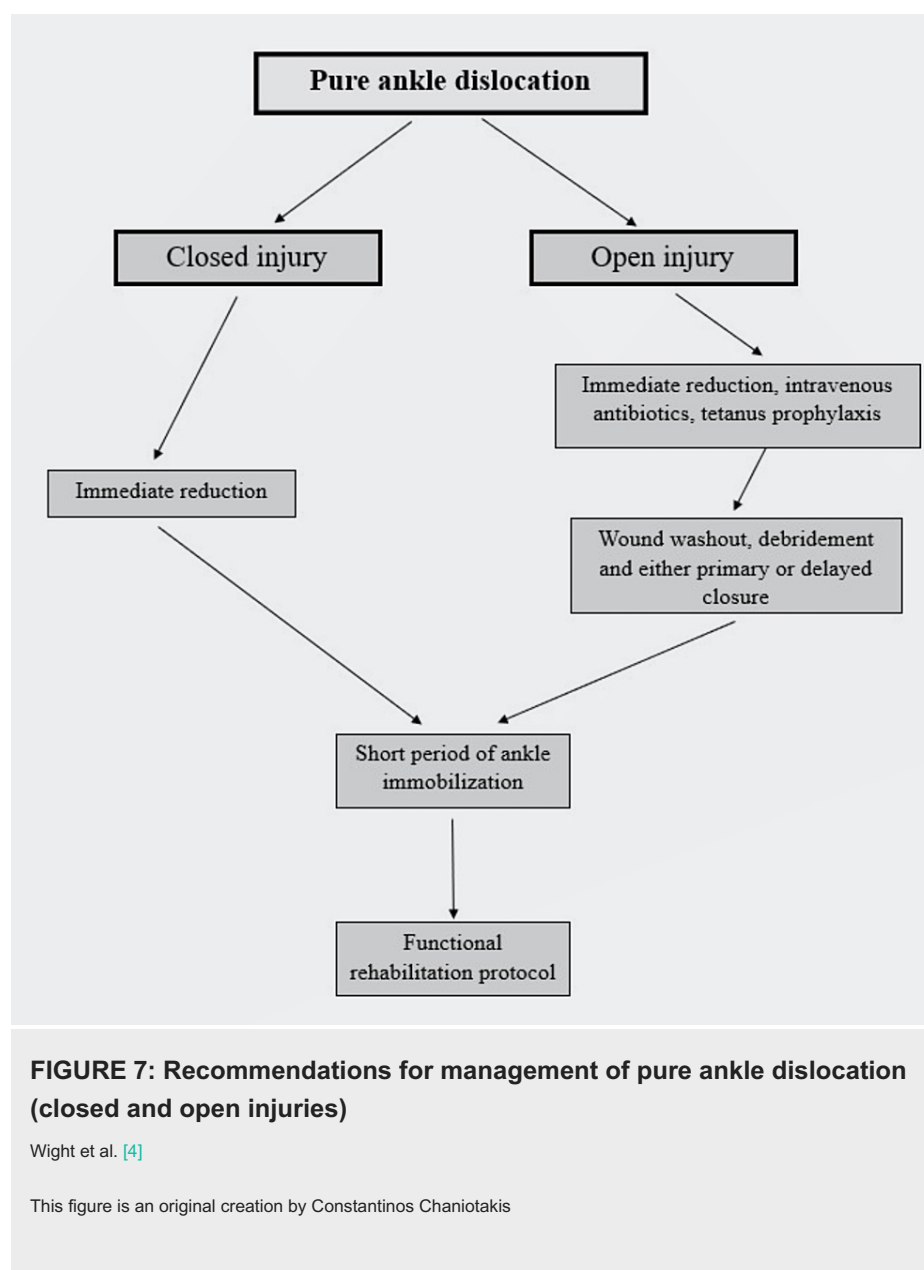 Pure ankle dislocation
Closed injury
Open injury
Immediate reduction, intravenous
antibiotics, tetanus prophylaxis
Immediate reduction
Wound washout, debridement
and either primary or delayed
closure
Short period of ankle
immobilization
Functional
rehabilitation protocol
FIGURE 7: Recommendations for management of pure ankle dislocation
(closed and open injuries)
Wight et al. [4]
This figure is an original creation by Constantinos Chaniotakis